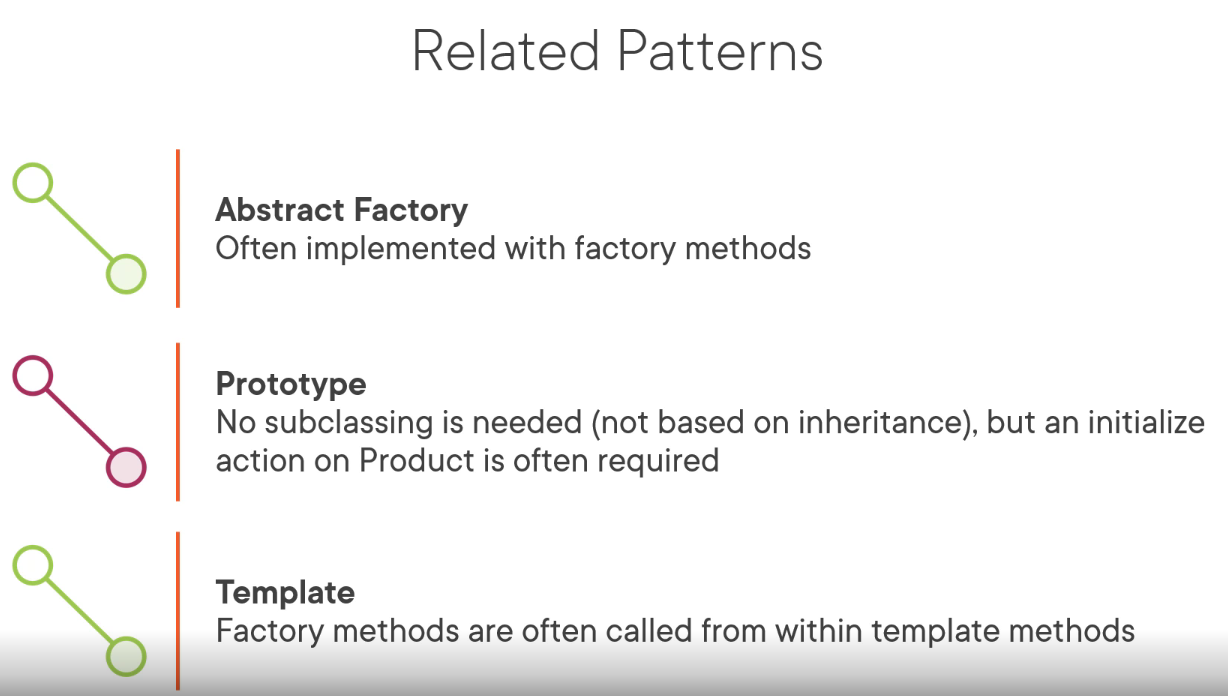 Related Patterns
Abstract Factory
Often implemented with factory methods
Prototype
No subclassing is needed (not based on inheritance), but an initialize
action on Product is often required
Template
Factory methods are often called from within template methods